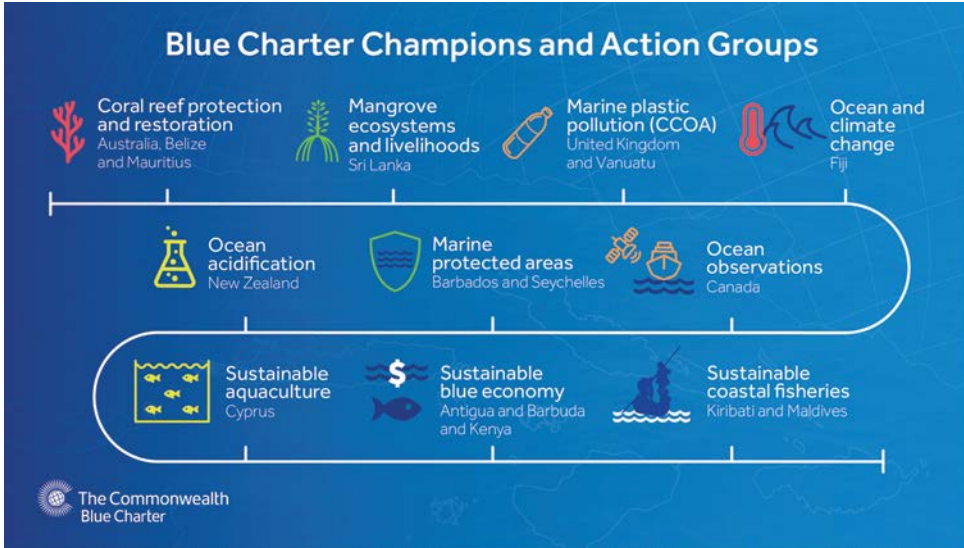 Blue Charter Champions and Action Groups
Coral reef protection
and restoration
Australia, Belize
and Mauritius
Mangrove
ecosystems
and livelihoods
Sri Lanka
Marine plastic
pollution (CCOA)
United Kingdom
and Vanuatu
Ocean and
climate
change
Fiji
Ocean
acidification
New Zealand
Marine
protected areas
Barbados and Seychelles
Ocean
observations
Canada
Sustainable
aquaculture
Cyprus
$
Sustainable
blue economy
Antigua and Barbuda
and Kenya
Sustainable
coastal fisheries
Kiribati and Maldives
The Commonwealth
Blue Charter